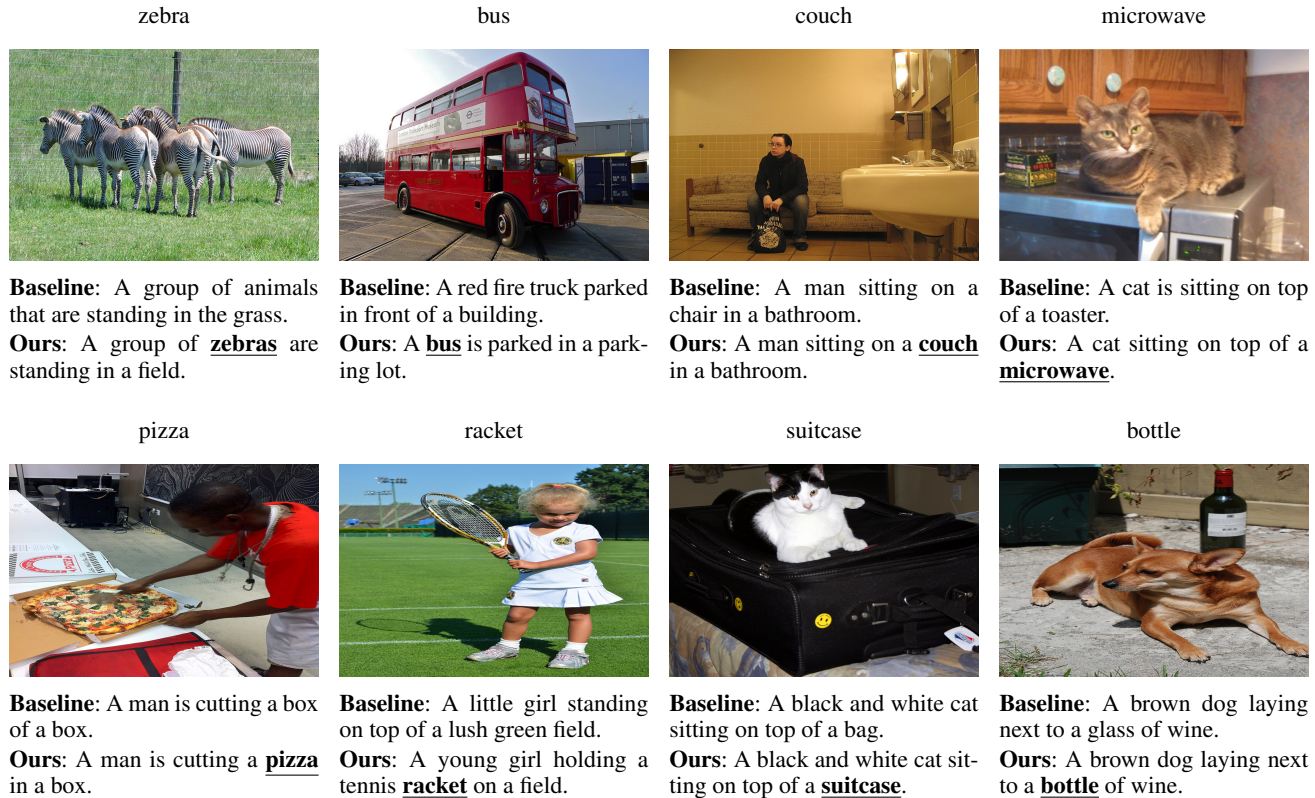 zebra
bus
couch
microwave
Baseline: A group of animals
that are standing in the grass.
Ours: A group of zebras are
standing in a field.
Baseline: A red fire truck parked
in front of a building.
Ours: A bus is parked in a park-
ing lot.
Baseline: A man sitting on a
chair in a bathroom.
Ours: A man sitting on a couch
in a bathroom.
Baseline: A cat is sitting on top
of a toaster.
Ours: A cat sitting on top of a
microwave.
pizza
racket
suitcase
bottle
PIZZA
Baseline: A man is cutting a box
of a box.
Ours: A man is cutting a pizza
in a box.
Baseline: A little girl standing
on top of a lush green field.
Ours: A young girl holding a
tennis racket on a field.
Baseline: A black and white cat
sitting on top of a bag.
Ours: A black and white cat sit-
ting on top of a suitcase.
Baseline: A brown dog laying
next to a glass of wine.
Ours: A brown dog laying next
to a bottle of wine.